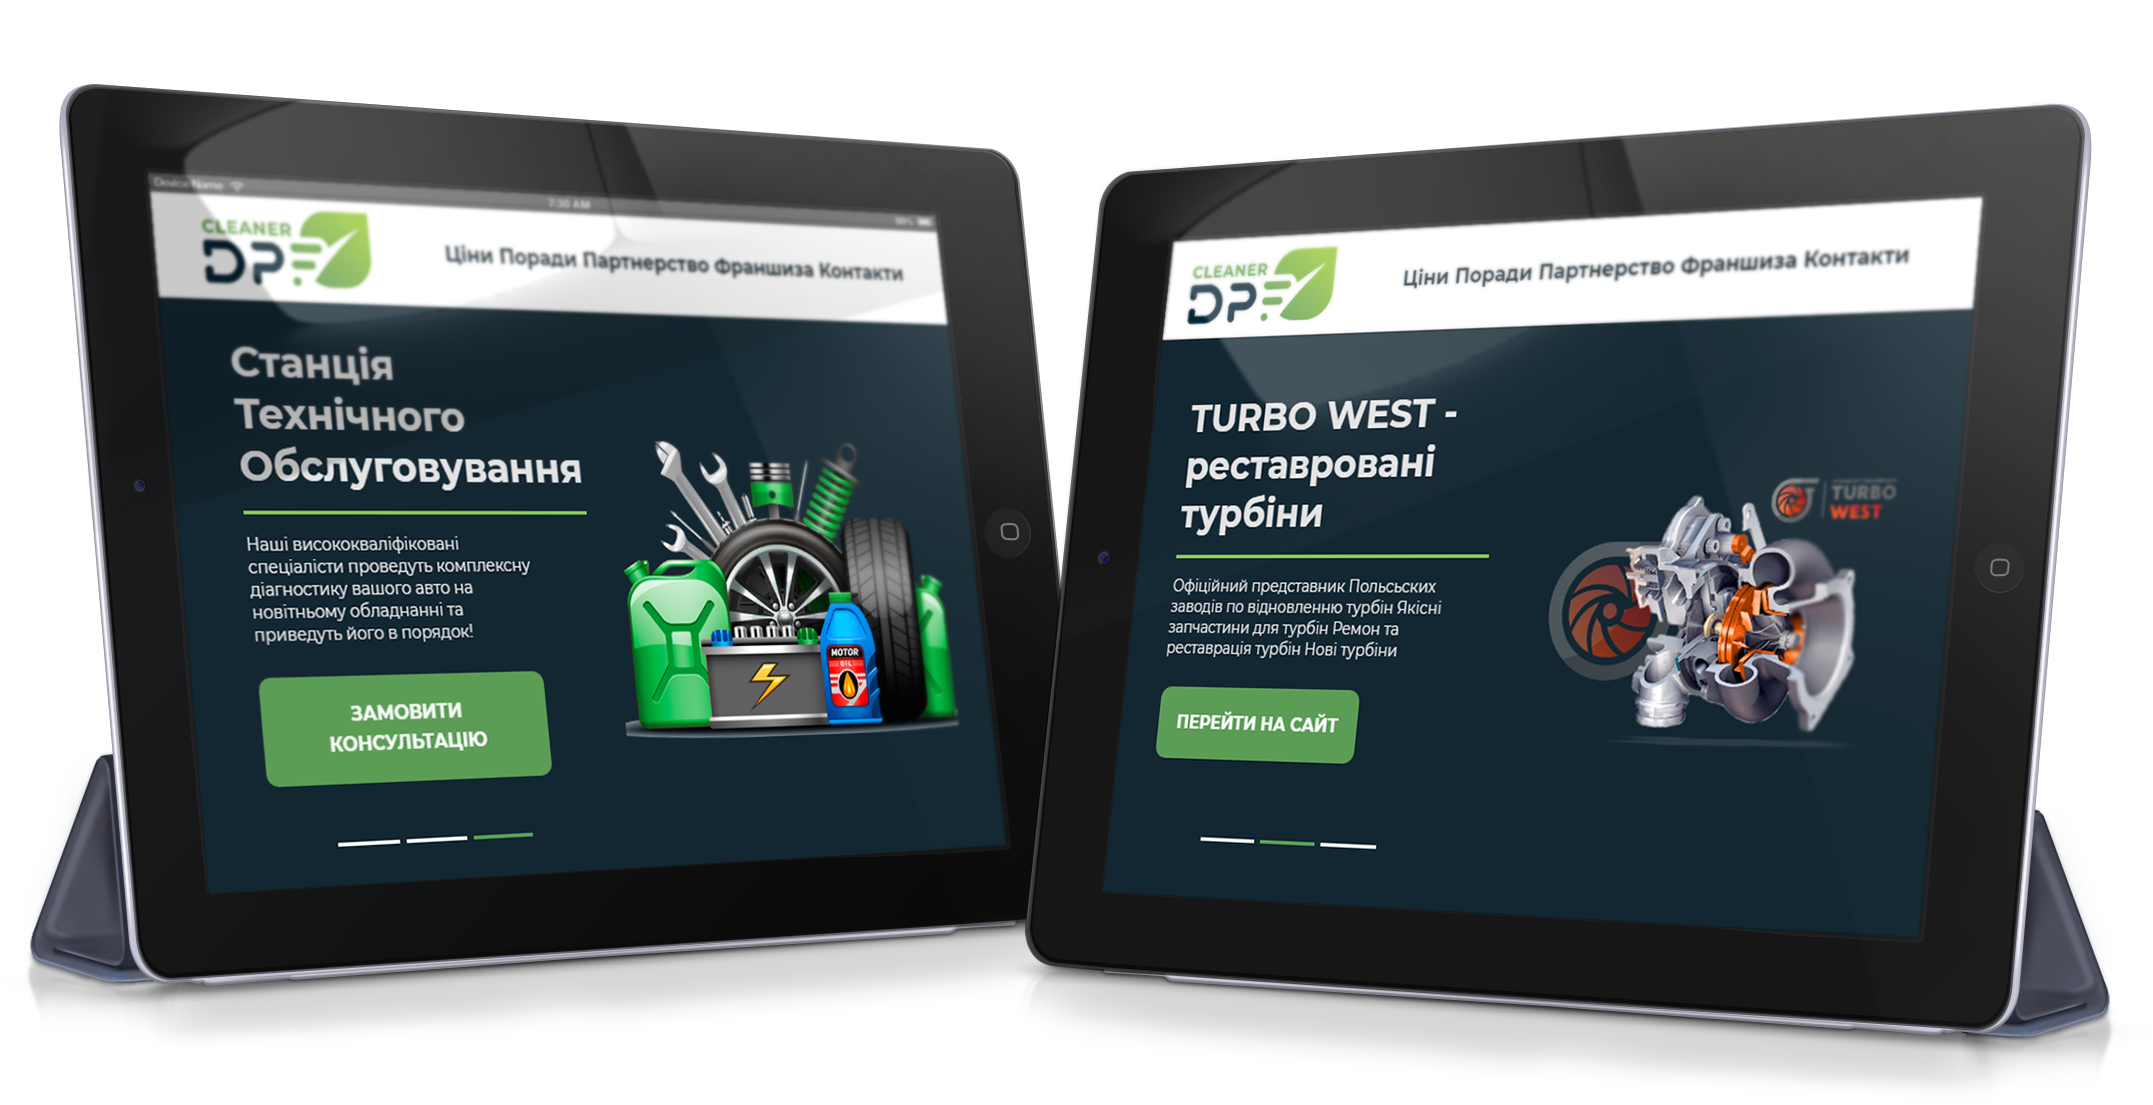 Device Name
7:30 AM
CLEANER
DPF
Ціни Поради Партнерство Франшиза Контакти
Станція
Технічного
Обслуговування
Наші висококваліфіковані
спеціалісти проведуть комплексну
діагностику вашого авто на
новітньому обладнанні та
приведуть його в порядок!
ЗАМОВИТИ
КОНСУЛЬТАЦІЮ
MOTOR
OIL
CLEANER
DPF
Ціни Поради Партнерство Франшиза Контакти
TURBO WEST -
реставровані
турбіни
Офіційний представник Польсьских
заводів по відновленню турбін Якісні
запчастини для турбін Ремон та
реставрація турбін Нові турбіни
ПЕРЕЙТИ НА САЙТ
TURBO
WEST